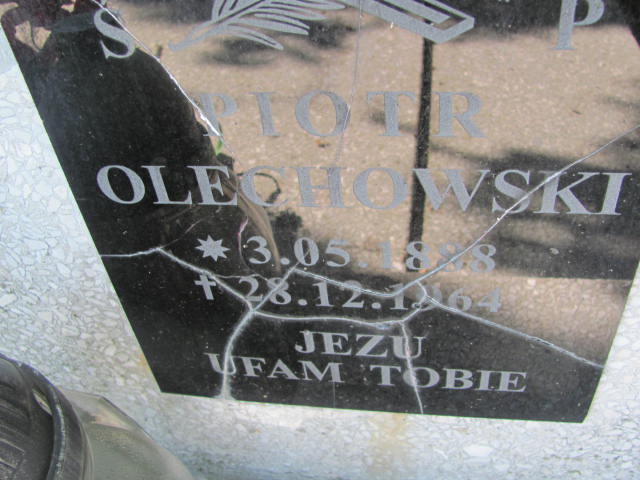 S P
PIOTR
OLECHOWSKI
* 3.05.1888
✝ 28.12.1964
JEZU
UFAM TOBIE